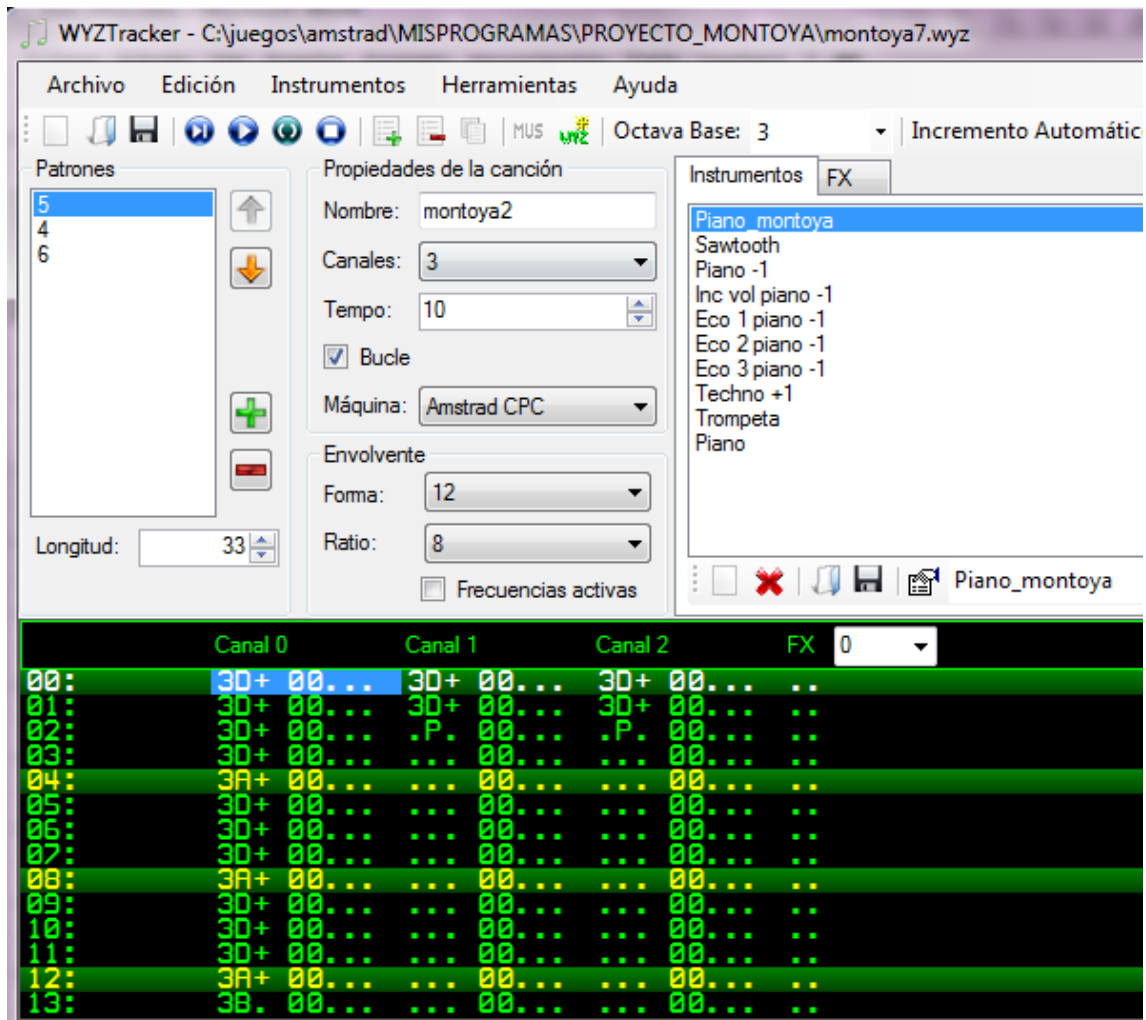 WYZTracker - C:\juegos\amstrad\MISPROGRAMAS\PROYECTO_MONTOYA\montoya7.wyz
Archivo Edición Instrumentos Herramientas Ayuda
MUS WYZ Octava Base: 3 Incremento Automátic
Patrones
5
4
6
Longitud: 33
Propiedades de la canción
Nombre: montoya2
Canales: 3
Tempo: 10
Bucle
Máquina: Amstrad CPC
Envolvente
Forma: 12
Ratio: 8
Frecuencias activas
Instrumentos FX
Piano_montoya
Sawtooth
Piano -1
Inc vol piano -1
Eco 1 piano -1
Eco 2 piano -1
Eco 3 piano -1
Techno +1
Trompeta
Piano
Piano_montoya
Canal 0 Canal 1 Canal 2 FX 0
00: 3D+ 00... 3D+ 00... 3D+ 00... ..
01: 3D+ 00... 3D+ 00... 3D+ 00... ..
02: 3D+ 00... .P. 00... .P. 00... ..
03: 3D+ 00... ... 00... ... 00... ..
04: 3A+ 00... ... 00... ... 00... ..
05: 3D+ 00... ... 00... ... 00... ..
06: 3D+ 00... ... 00... ... 00... ..
07: 3D+ 00... ... 00... ... 00... ..
08: 3A+ 00... ... 00... ... 00... ..
09: 3D+ 00... ... 00... ... 00... ..
10: 3D+ 00... ... 00... ... 00... ..
11: 3D+ 00... ... 00... ... 00... ..
12: 3A+ 00... ... 00... ... 00... ..
13: 3B. 00... ... 00... ... 00... ..